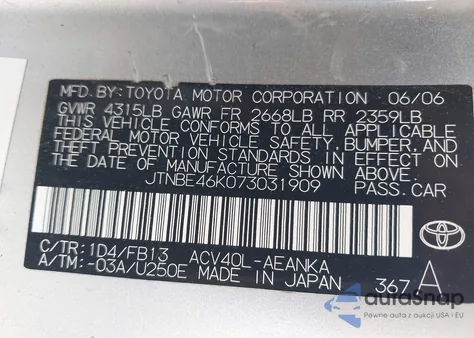 MFD. BY: TOYOTA MOTOR CORPORATION 06/06
GVWR 4315LB GAWR FR 2668LB RR 2359LB
THIS VEHICLE CONFORMS TO ALL APPLICABLE
FEDERAL MOTOR VEHICLE SAFETY, BUMPER, AND
THEFT PREVENTION STANDARDS IN EFFECT ON
THE DATE OF MANUFACTURE SHOWN ABOVE.
JTNBE46K073031909 PASS. CAR
C/TR: 1D4/FB13 ACV40L-AEANKA
A/TM: -03A/U250E MADE IN JAPAN 367 A
TOYOTA
autaSnap
Pewne auta z USA i EU